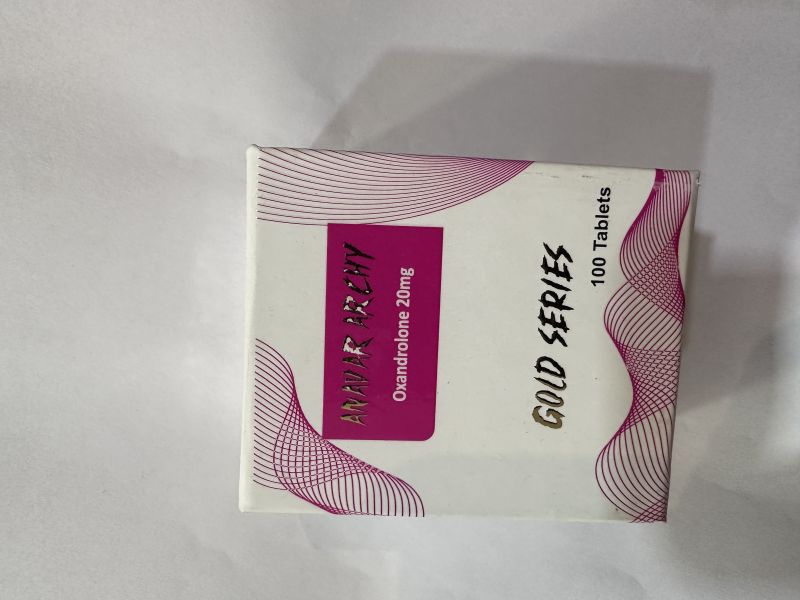 ANAVAR ARCHY
Oxandrolone 20mg
GOLD SERIES
100 Tablets